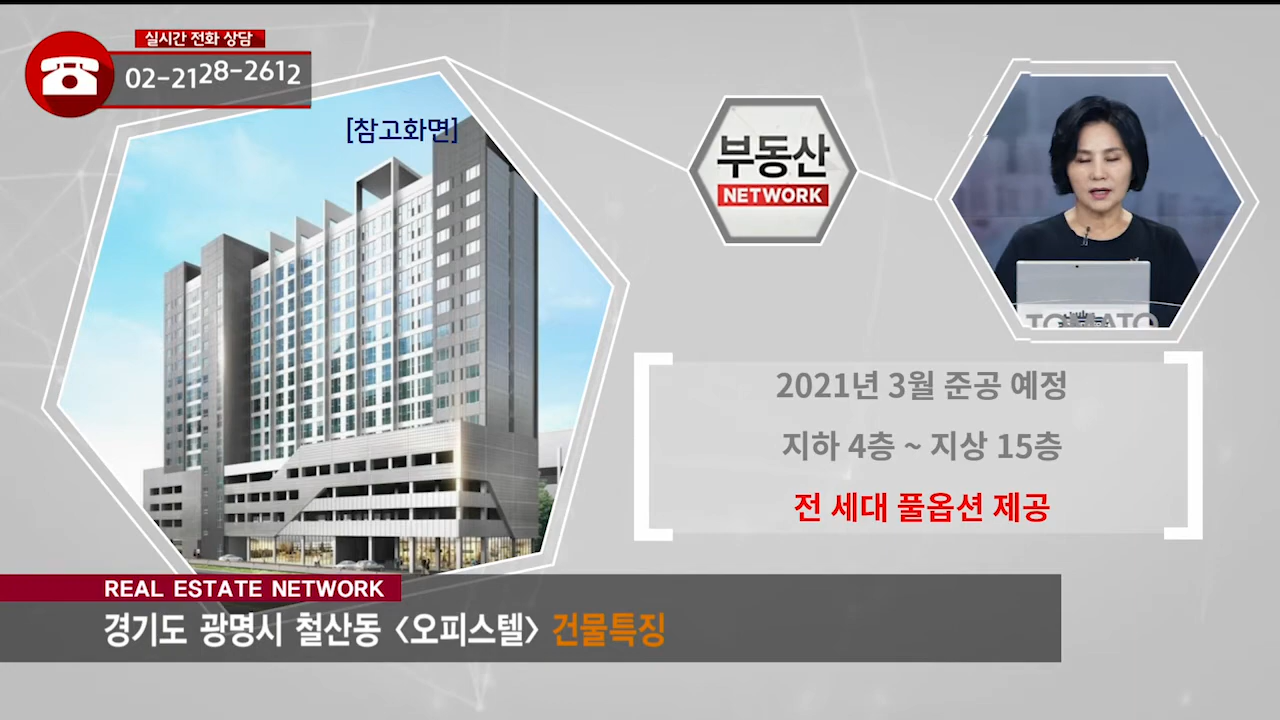 실시간 전화 상담
02-2128-2612
[참고화면]
부동산
NETWORK
TOMATO
2021년 3월 준공 예정
지하 4층 ~ 지상 15층
전 세대 풀옵션 제공
REAL ESTATE NETWORK
경기도 광명시 철산동 <오피스텔> 건물특징